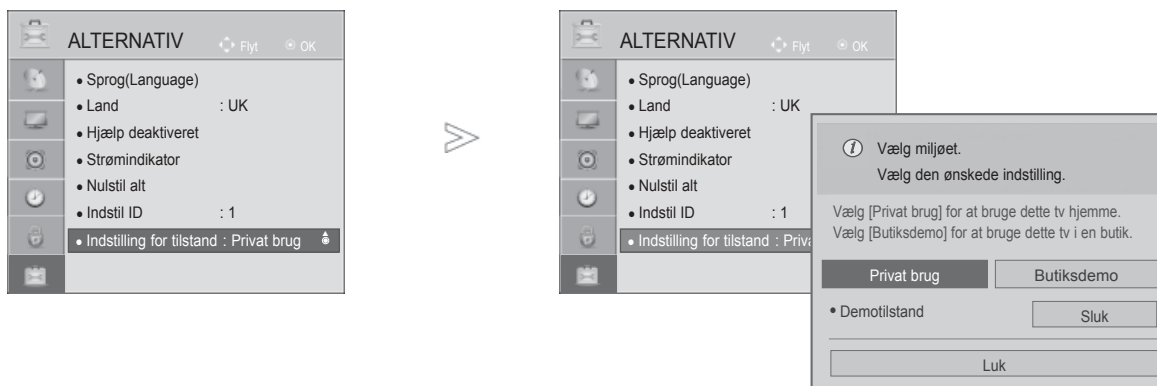 ALTERNATIV Flyt OK
• Sprog(Language)
• Land : UK
• Hjælp deaktiveret
• Strømindikator
• Nulstil alt
• Indstil ID : 1
• Indstilling for tilstand : Privat brug
ALTERNATIV Flyt OK
• Sprog(Language)
• Land : UK
• Hjælp deaktiveret
• Strømindikator
• Nulstil alt
• Indstil ID : 1
• Indstilling for tilstand : Priva
i Vælg miljøet.
Vælg den ønskede indstilling.
Vælg [Privat brug] for at bruge dette tv hjemme.
Vælg [Butiksdemo] for at bruge dette tv i en butik.
Privat brug Butiksdemo
• Demotilstand Sluk
Luk